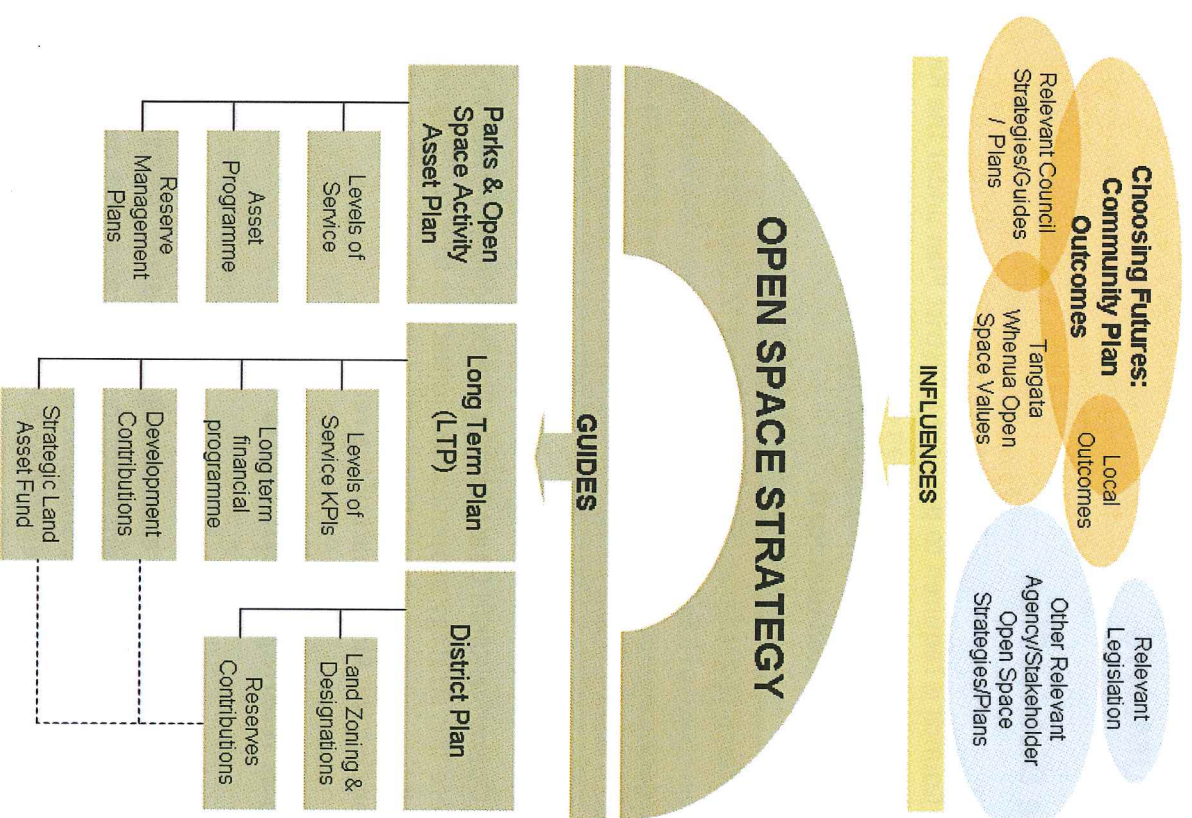 Choosing Futures:
Community Plan
Outcomes
Local
Outcomes
Relevant
Legislation
Relevant Council
Strategies/Guides
/ Plans
Tangata
Whenua Open
Space Values
Other Relevant
Agency/Stakeholder
Open Space
Strategies/Plans
INFLUENCES
OPEN SPACE STRATEGY
GUIDES
Parks & Open
Space Activity
Asset Plan
Levels of
Service
Asset
Programme
Reserve
Management
Plans
Long Term Plan
(LTP)
Levels of
Service KPIs
Long term
financial
programme
Development
Contributions
Strategic Land
Asset Fund
District Plan
Land Zoning &
Designations
Reserves
Contributions